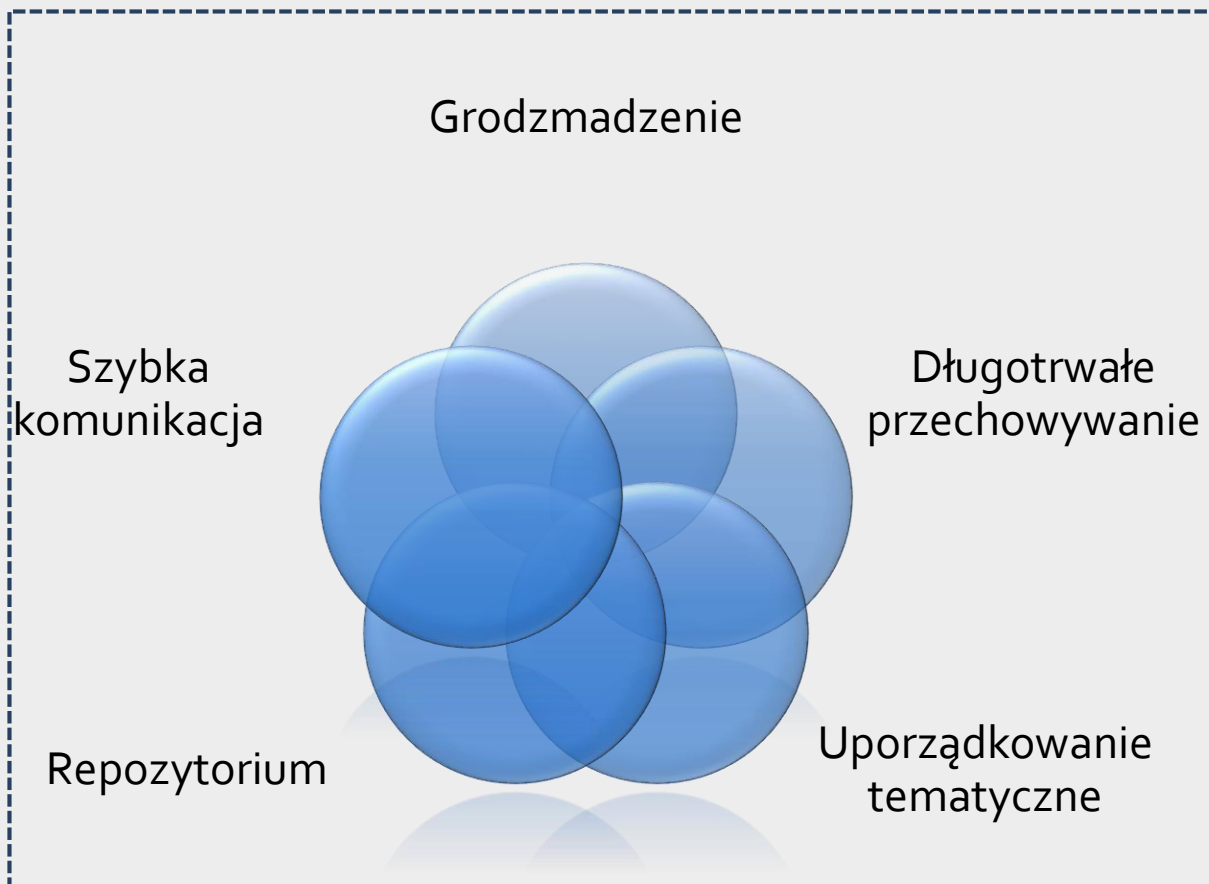 Grodzmadzenie
Szybka
komunikacja
Długotrwałe
przechowywanie
Repozytorium
Uporządkowanie
tematyczne